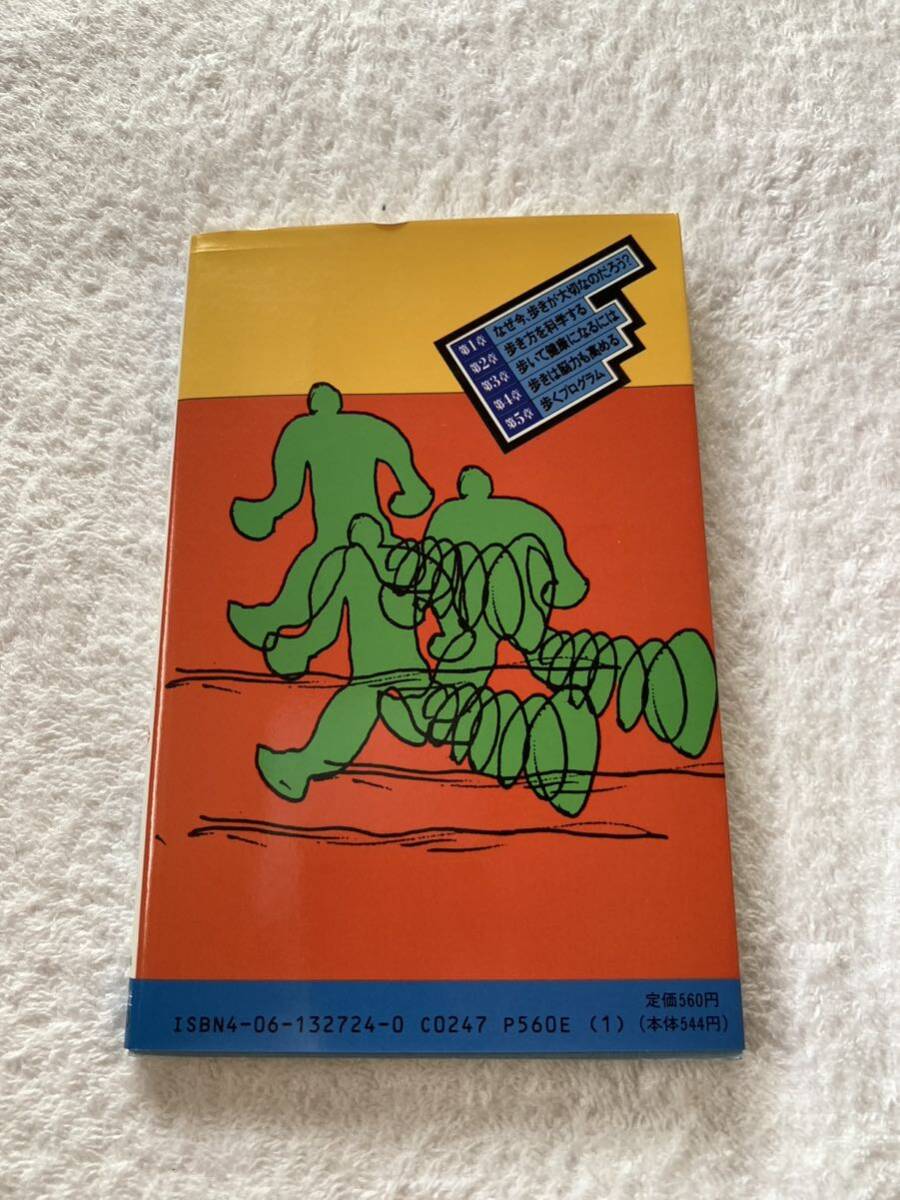 第1章 なぜ今、歩きが大切なのだろう?
第2章 歩き方を科学する
第3章 歩いて健康になるには
第4章 歩きは脳力も高める
第5章 歩くプログラム
定価560円
ISBN4-06-132724-0 C0247 P560E (1) (本体544円)